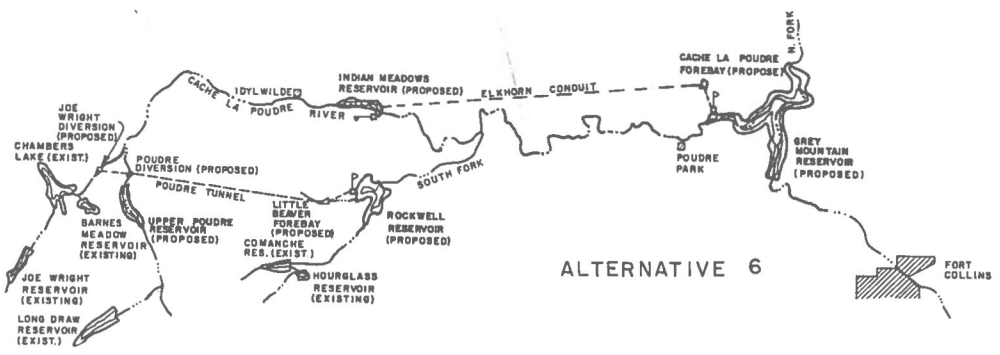 N. FORK
CACHE LA POUDRE
FOREBAY (PROPOSE)
INDIAN MEADOWS
RESERVOIR (PROPOSED)
IDYLWILDE
CACHE LA POUDRE
RIVER
ELKHORN CONDUIT
JOE
WRIGHT
DIVERSION
(PROPOSED)
CHAMBERS
LAKE (EXIST.)
POUDRE
DIVERSION (PROPOSED)
POUDRE TUNNEL
SOUTH FORK
POUDRE
PARK
GREY
MOUNTAIN
RESERVOIR
(PROPOSED)
LITTLE
BEAVER
FOREBAY
(PROPOSED)
ROCKWELL
RESERVOIR
(PROPOSED)
BARNES
MEADOW
RESERVOIR
(EXISTING)
UPPER POUDRE
RESERVOIR
(PROPOSED)
COMANCHE
RES. (EXIST.)
HOURGLASS
RESERVOIR
(EXISTING)
JOE WRIGHT
RESERVOIR
(EXISTING)
LONG DRAW
RESERVOIR
(EXIST.)
ALTERNATIVE 6
FORT
COLLINS